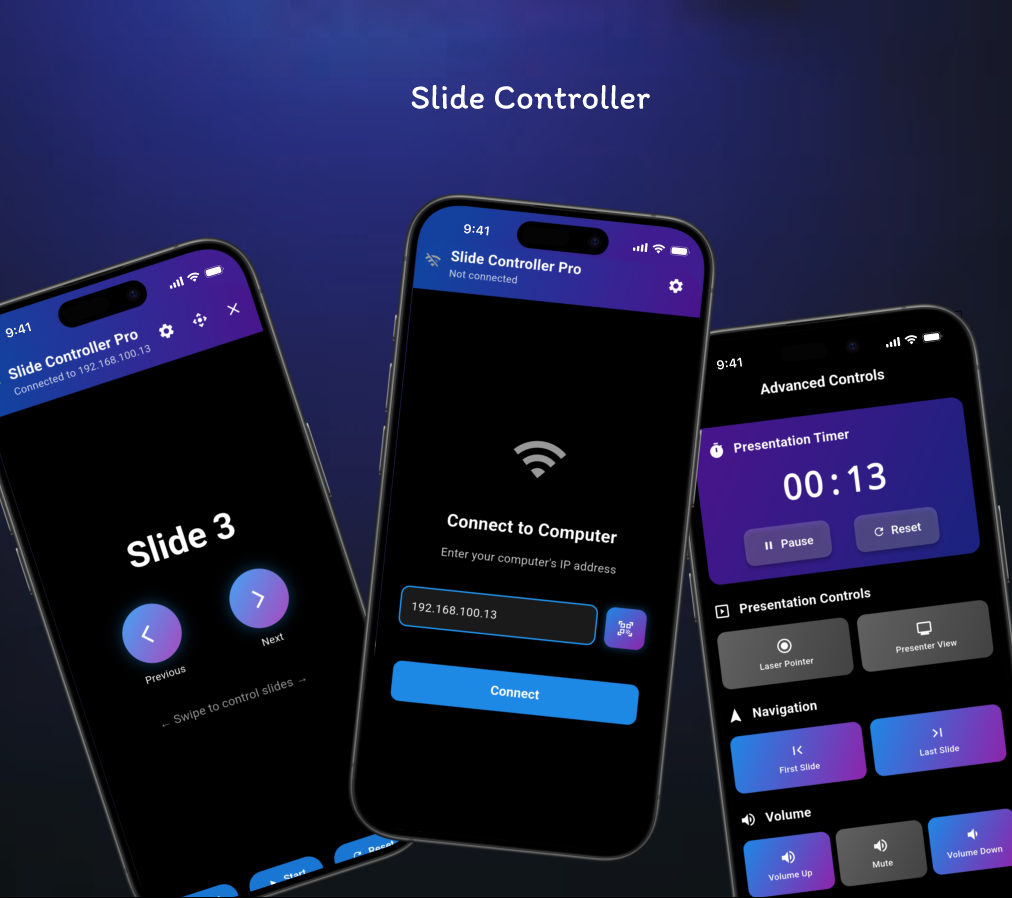 Slide Controller
9:41
Slide Controller Pro
Connected to 192.168.100.13
Slide 3
Previous
Next
← Swipe to control slides →
Start
Reset
9:41
Slide Controller Pro
Not connected
Connect to Computer
Enter your computer's IP address
192.168.100.13
Connect
9:41
Advanced Controls
Presentation Timer
00:13
Pause
Reset
Presentation Controls
Laser Pointer
Presenter View
Navigation
First Slide
Last Slide
Volume
Volume Up
Mute
Volume Down